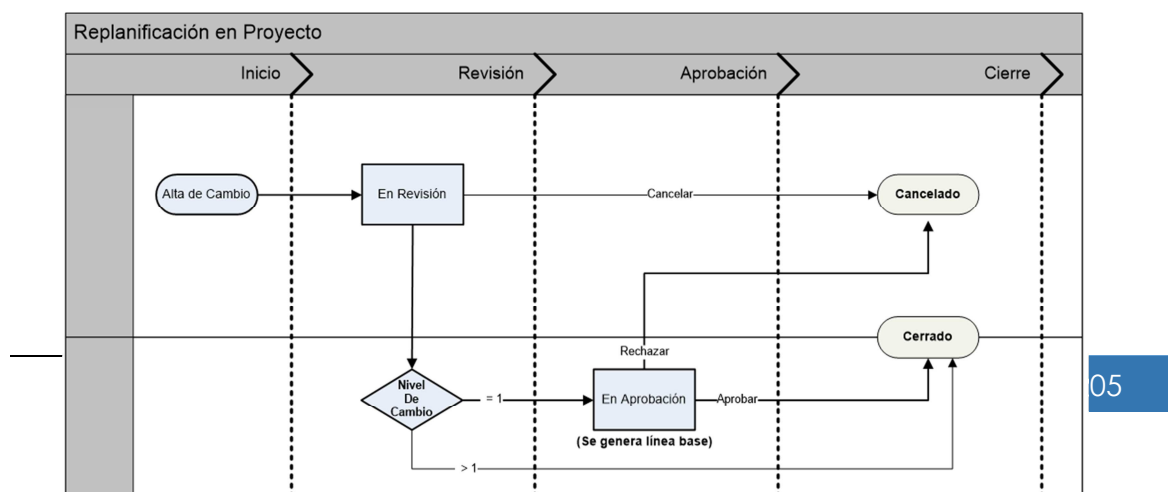 Replanificación en Proyecto
Inicio
Revisión
Aprobación
Cierre
Alta de Cambio
En Revisión
Cancelar
Cancelado
Cerrado
Rechazar
Nivel
De
Cambio
= 1
En Aprobación
Aprobar
(Se genera línea base)
> 1
05